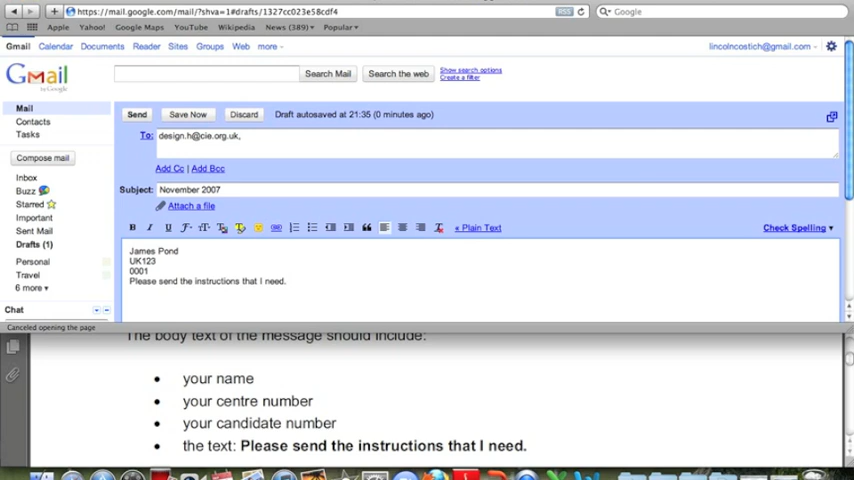 https://mail.google.com/mail/?shva=1#drafts/1327cc023e58cdf4
RSS
Google
Apple Yahoo! Google Maps YouTube Wikipedia News (389) Popular
Gmail Calendar Documents Reader Sites Groups Web more
lincolncostich@gmail.com
Gmail
by Google
Search Mail
Search the web
Show search options
Create a filter
Mail
Contacts
Tasks
Compose mail
Inbox
Buzz
Starred
Important
Sent Mail
Drafts (1)
Personal
Travel
6 more
Chat
Send
Save Now
Discard
Draft autosaved at 21:35 (0 minutes ago)
To: design.h@cie.org.uk,
Add Cc | Add Bcc
Subject: November 2007
Attach a file
B I U « Plain Text
Check Spelling
James Pond
UK123
0001
Please send the instructions that I need.
Canceled opening the page
The body text of the message should include:
• your name
• your centre number
• your candidate number
• the text: Please send the instructions that I need.